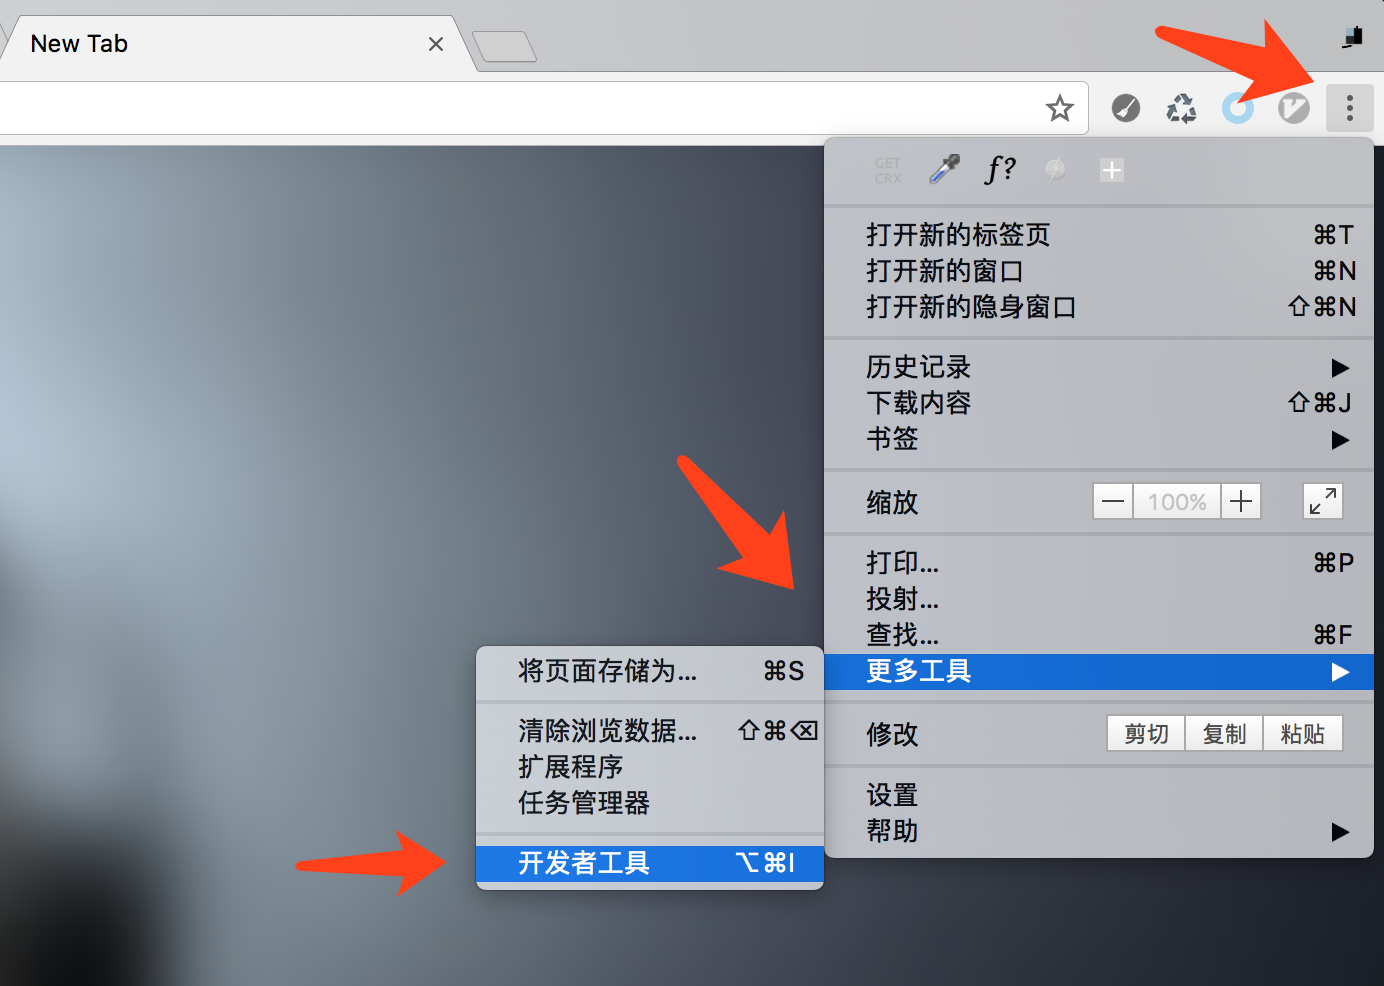 New Tab
GET
CRX
ƒ?
打开新的标签页 ⌘T
打开新的窗口 ⌘N
打开新的隐身窗口 ⇧⌘N
历史记录
下载内容 ⇧⌘J
书签
缩放 100%
打印... ⌘P
投射...
查找... ⌘F
更多工具
修改 剪切 复制 粘贴
设置
帮助
将页面存储为... ⌘S
清除浏览数据... ⇧⌘⌫
扩展程序
任务管理器
开发者工具 ⌥⌘I